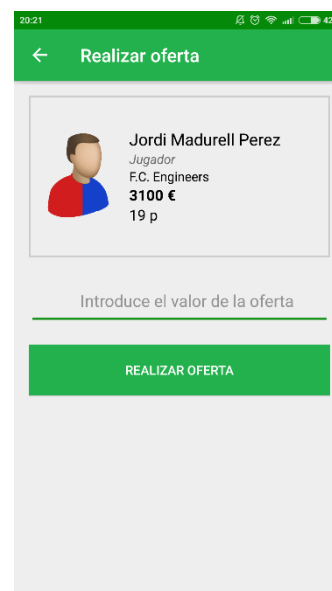 20:21 42
Realizar oferta
Jordi Madurell Perez
Jugador
F.C. Engineers
3100 €
19 p
Introduce el valor de la oferta
REALIZAR OFERTA